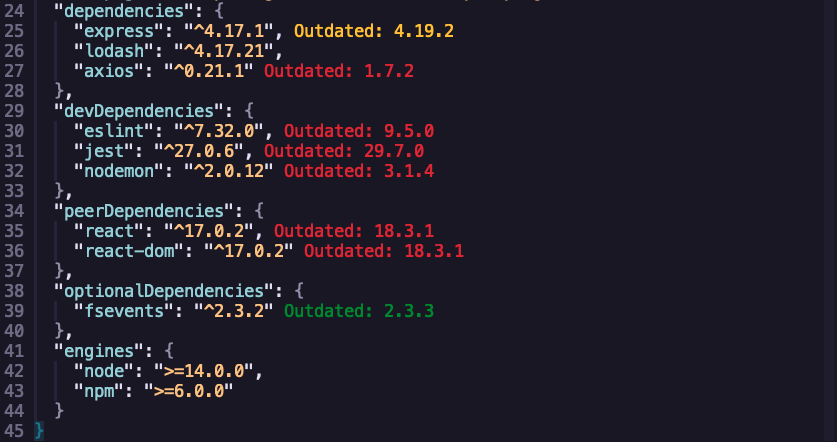 24 "dependencies": {
25 "express": "^4.17.1", Outdated: 4.19.2
26 "lodash": "^4.17.21",
27 "axios": "^0.21.1" Outdated: 1.7.2
28 },
29 "devDependencies": {
30 "eslint": "^7.32.0", Outdated: 9.5.0
31 "jest": "^27.0.6", Outdated: 29.7.0
32 "nodemon": "^2.0.12" Outdated: 3.1.4
33 },
34 "peerDependencies": {
35 "react": "^17.0.2", Outdated: 18.3.1
36 "react-dom": "^17.0.2" Outdated: 18.3.1
37 },
38 "optionalDependencies": {
39 "fsevents": "^2.3.2" Outdated: 2.3.3
40 },
41 "engines": {
42 "node": ">=14.0.0",
43 "npm": ">=6.0.0"
44 }
45 }